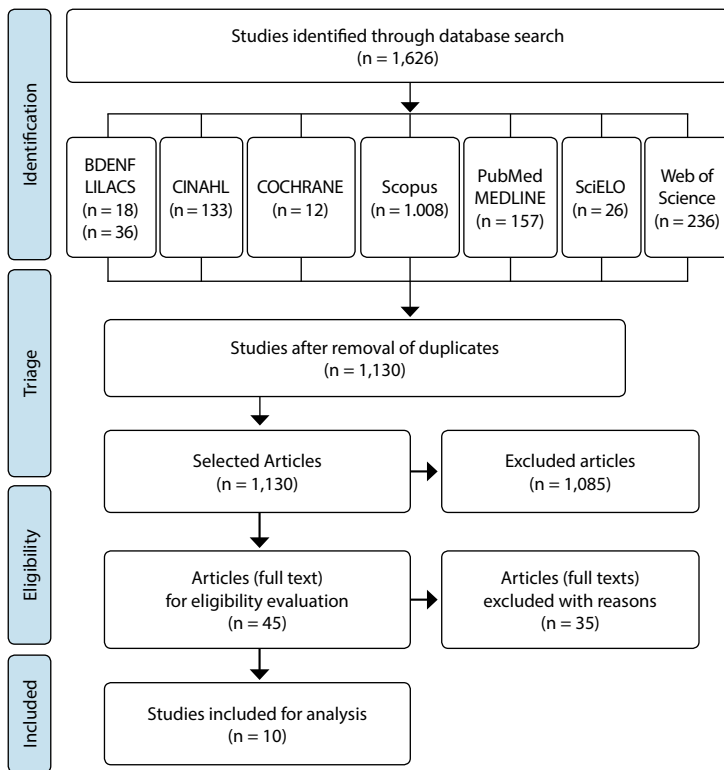 Identification
Studies identified through database search
(n = 1,626)
BDENF
LILACS
(n = 18)
(n = 36)
CINAHL
(n = 133)
COCHRANE
(n = 12)
Scopus
(n = 1.008)
PubMed
MEDLINE
(n = 157)
SciELO
(n = 26)
Web of
Science
(n = 236)
Triage
Studies after removal of duplicates
(n = 1,130)
Selected Articles
(n = 1,130)
Excluded articles
(n = 1,085)
Eligibility
Articles (full text)
for eligibility evaluation
(n = 45)
Articles (full texts)
excluded with reasons
(n = 35)
Included
Studies included for analysis
(n = 10)